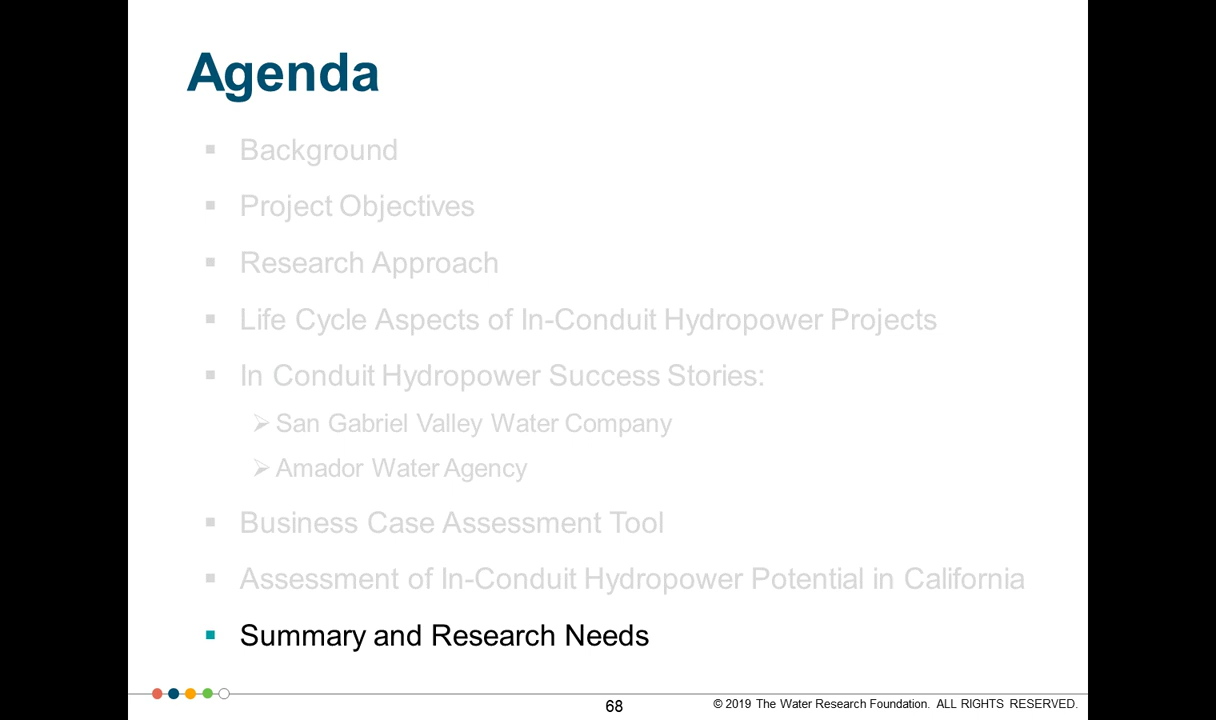 Agenda
▪ Background
▪ Project Objectives
▪ Research Approach
▪ Life Cycle Aspects of In-Conduit Hydropower Projects
▪ In Conduit Hydropower Success Stories:
➢ San Gabriel Valley Water Company
➢ Amador Water Agency
▪ Business Case Assessment Tool
▪ Assessment of In-Conduit Hydropower Potential in California
▪ Summary and Research Needs
68
© 2019 The Water Research Foundation. ALL RIGHTS RESERVED.